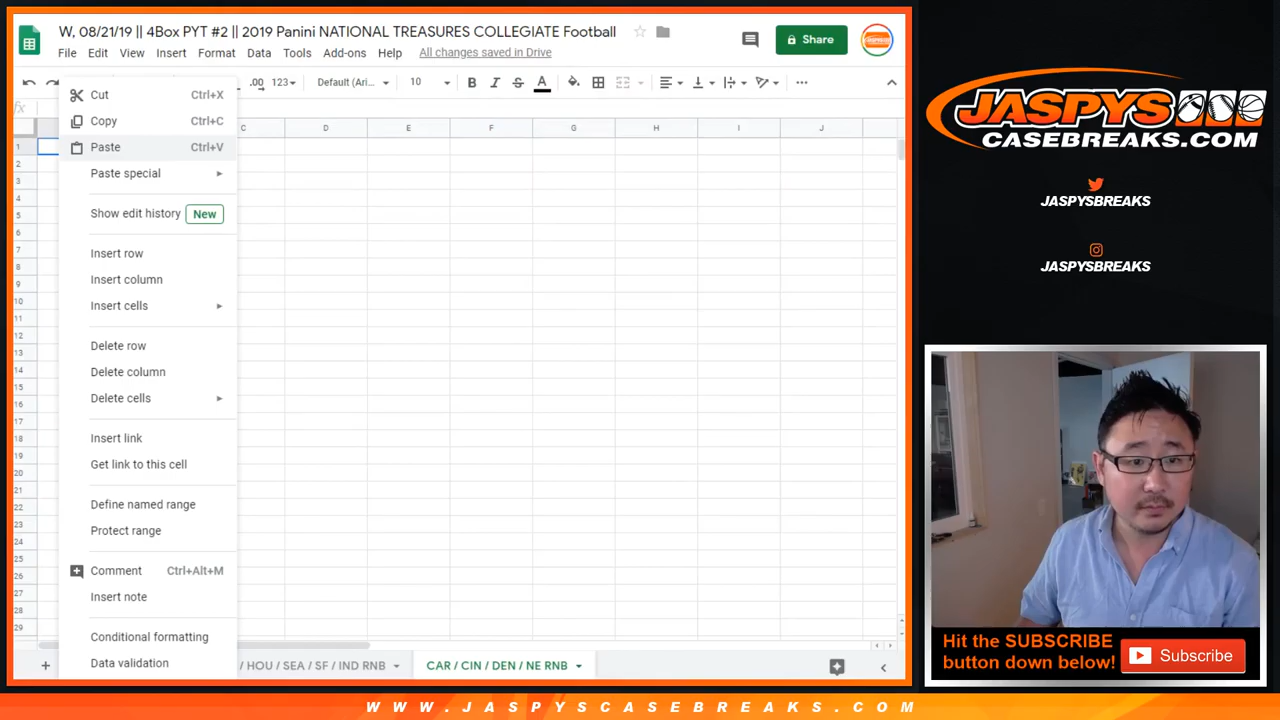 W, 08/21/19 || 4Box PYT #2 || 2019 Panini NATIONAL TREASURES COLLEGIATE Football
Share
File Edit View Insert Format Data Tools Add-ons Help All changes saved in Drive
.00 123 Default (Ari... 10 B I S A
fx
Cut Ctrl+X
Copy Ctrl+C
C D E F G H I J
Paste Ctrl+V
Paste special
Show edit history New
Insert row
Insert column
Insert cells
Delete row
Delete column
Delete cells
Insert link
Get link to this cell
Define named range
Protect range
Comment Ctrl+Alt+M
Insert note
Conditional formatting
Data validation
1
2
3
4
5
6
7
8
9
10
11
12
13
14
15
16
17
18
19
20
21
22
23
24
25
26
27
28
29
/ HOU / SEA / SF / IND RNB CAR / CIN / DEN / NE RNB
JASPYS
CASEBREAKS.COM
JASPYSBREAKS
JASPYSBREAKS
Hit the SUBSCRIBE
button down below!
Subscribe
WWW.JASPYSCASEBREAKS.COM